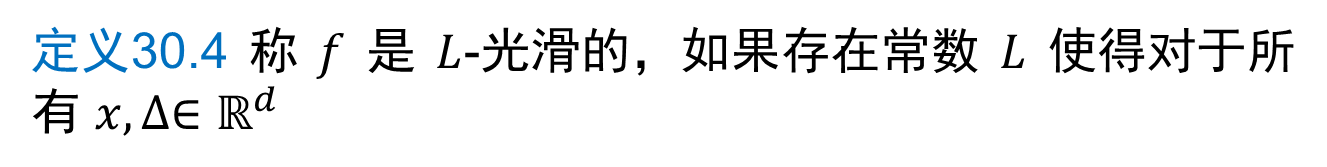 定义30.4 称 𝑓 是 𝐿-光滑的，如果存在常数 𝐿 使得对于所
有 𝑥, Δ∈ ℝ^𝑑